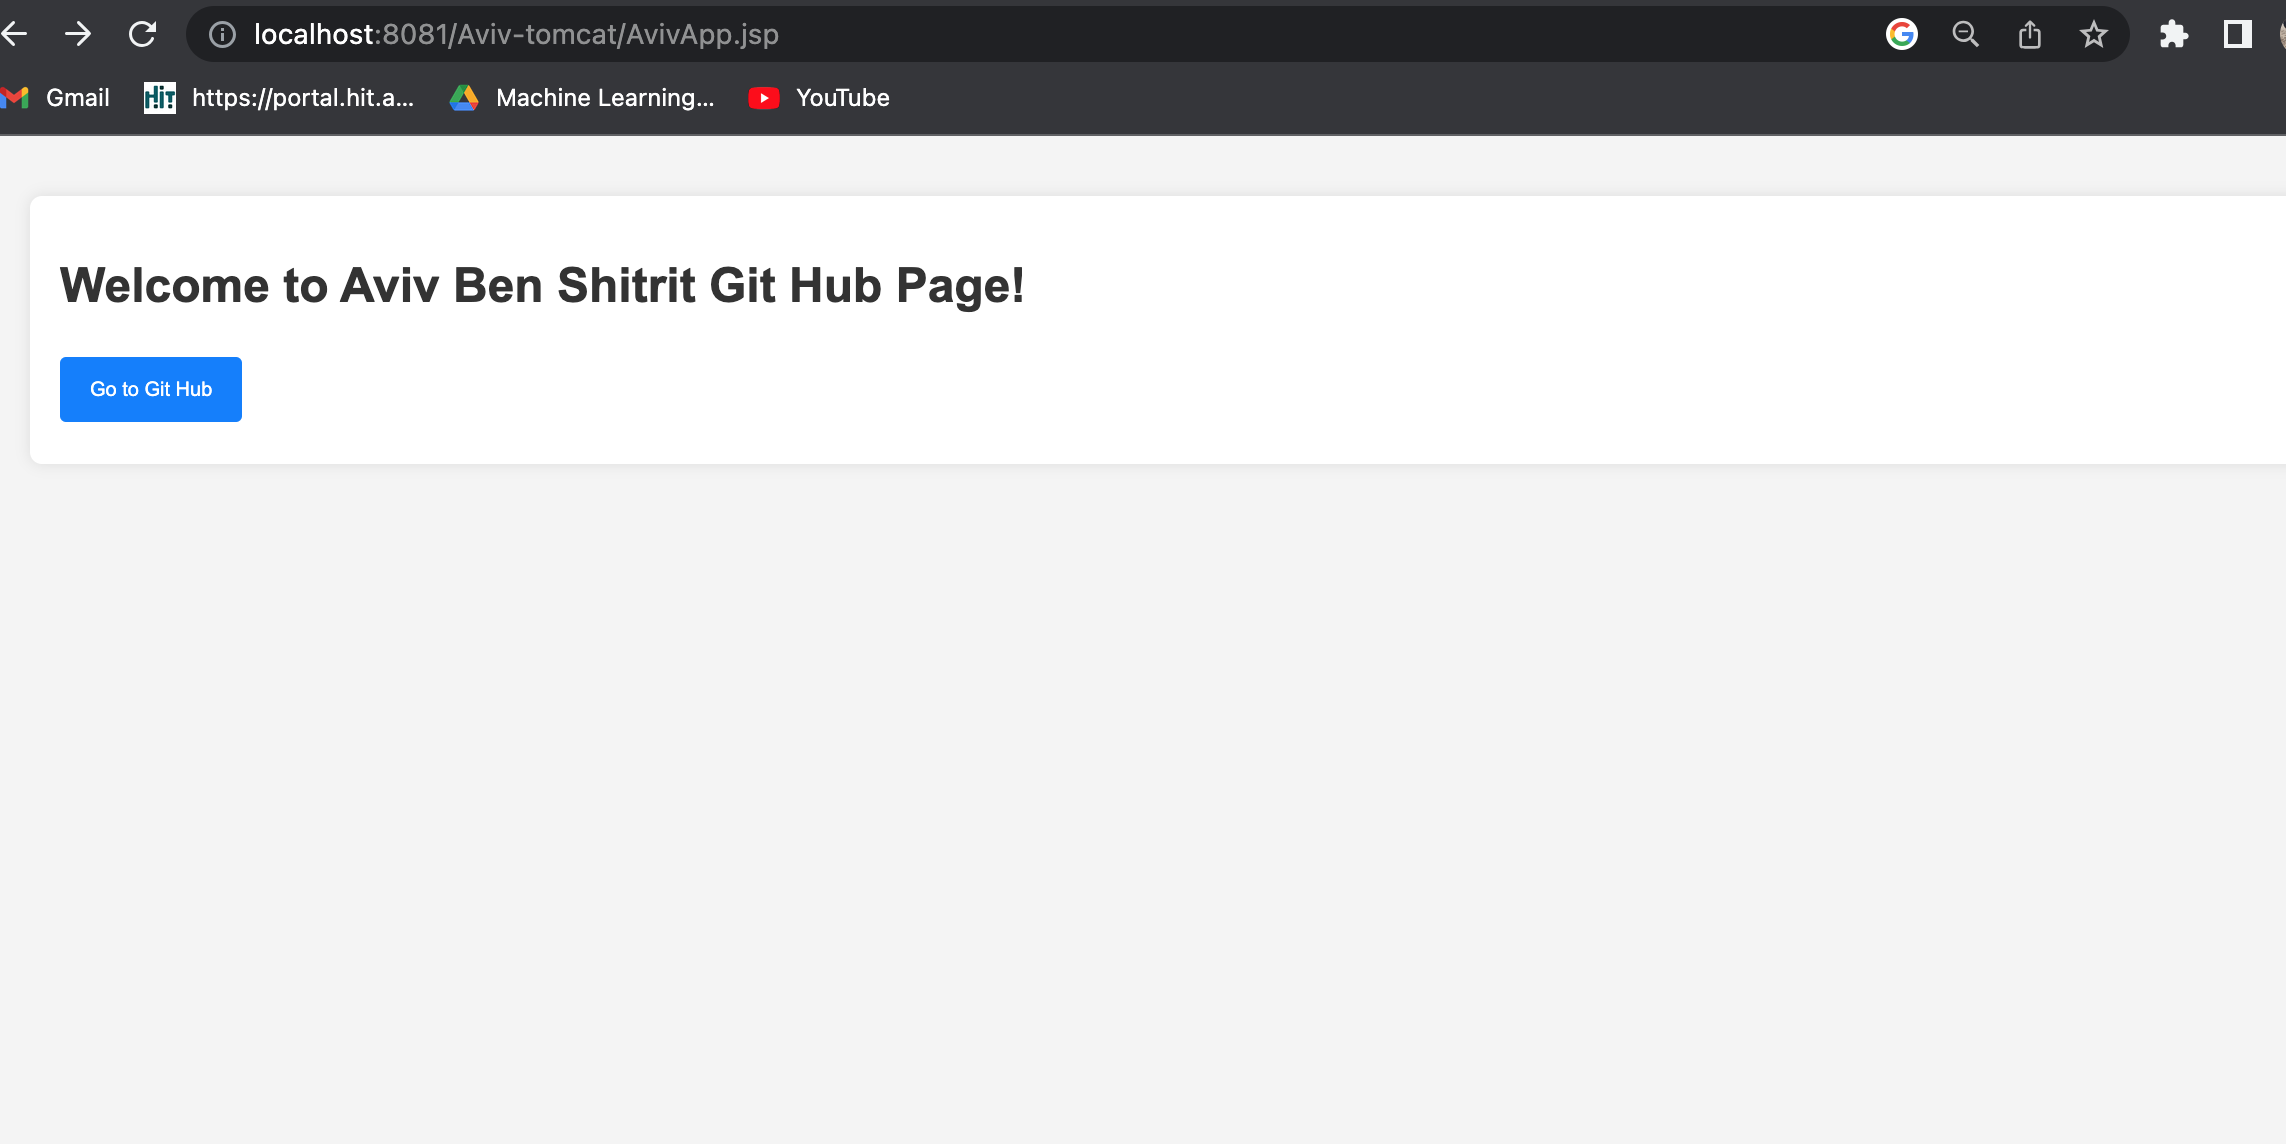 localhost:8081/Aviv-tomcat/AvivApp.jsp
Gmail HiT https://portal.hit.a... Machine Learning... YouTube
Welcome to Aviv Ben Shitrit Git Hub Page!
Go to Git Hub